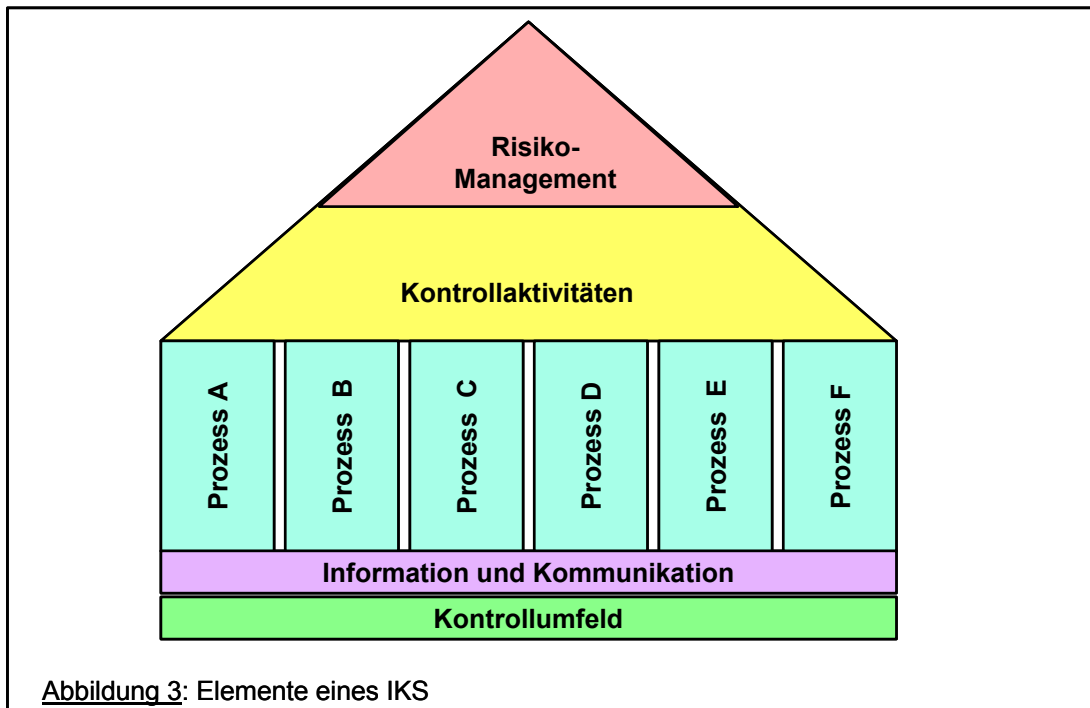 Risiko-
Management
Kontrollaktivitäten
Prozess A
Prozess B
Prozess C
Prozess D
Prozess E
Prozess F
Information und Kommunikation
Kontrollumfeld
Abbildung 3: Elemente eines IKS